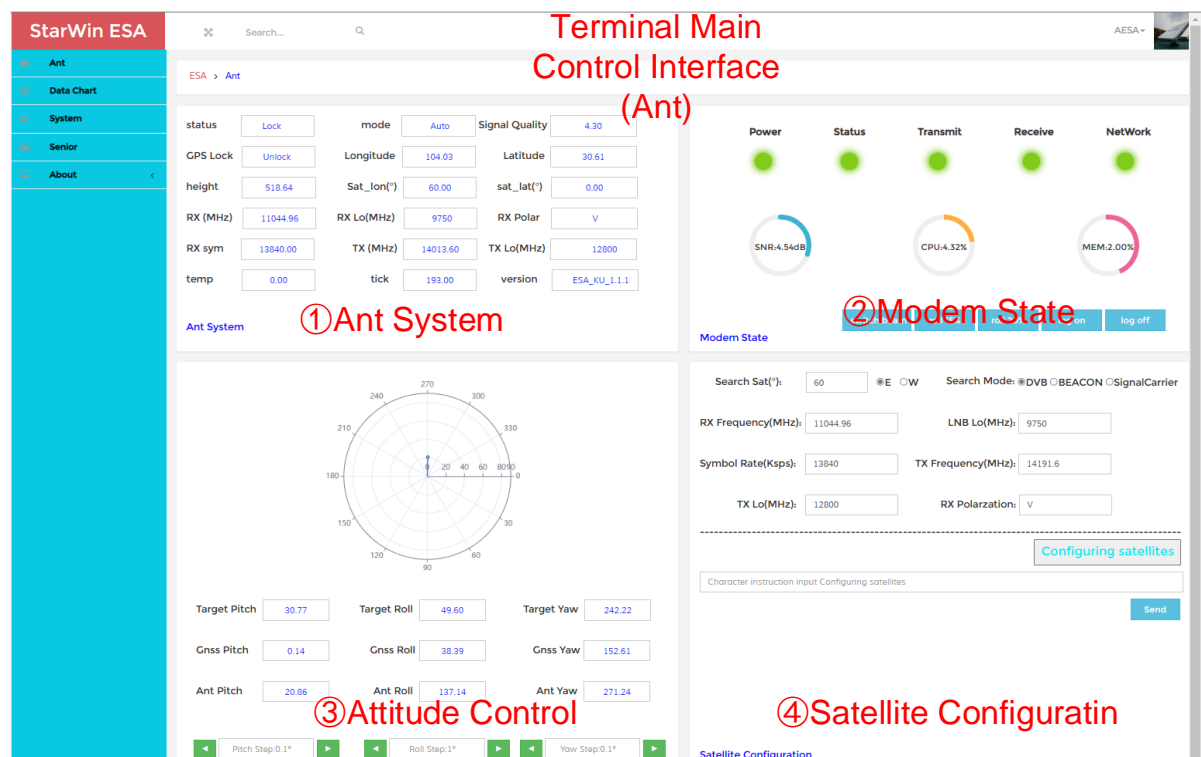 StarWin ESA
Search...
Terminal Main
Control Interface
(Ant)
AESA
Ant
Data Chart
System
Senior
About
ESA > Ant
status Lock mode Auto Signal Quality 4.30
GPS Lock Unlock Longitude 104.03 Latitude 30.61
height 518.64 Sat_lon(°) 60.00 sat_lat(°) 0.00
RX (MHz) 11044.96 RX Lo(MHz) 9750 RX Polar V
RX sym 13840.00 TX (MHz) 14013.60 TX Lo(MHz) 12800
temp 0.00 tick 193.00 version ESA_KU_1.1.1
Ant System
①Ant System
Power Status Transmit Receive NetWork
SNR:4.54dB CPU:4.32% MEM:2.00%
②Modem State
log off
Modem State
270
240 300
210 330
180 0 20 40 60 8090 0
150 30
120 60
90
Target Pitch 30.77 Target Roll 49.60 Target Yaw 242.22
Gnss Pitch 0.14 Gnss Roll 38.39 Gnss Yaw 152.61
Ant Pitch 20.86 Ant Roll 137.14 Ant Yaw 271.24
③Attitude Control
Pitch Step:0.1° Roll Step:1° Yaw Step:0.1°
Search Sat(°): 60 E W Search Mode: DVB BEACON SignalCarrier
RX Frequency(MHz): 11044.96 LNB Lo(MHz): 9750
Symbol Rate(Ksps): 13840 TX Frequency(MHz): 14191.6
TX Lo(MHz): 12800 RX Polarzation: V
Configuring satellites
Character instruction input Configuring satellites
Send
④Satellite Configuratin
Satellite Configuration